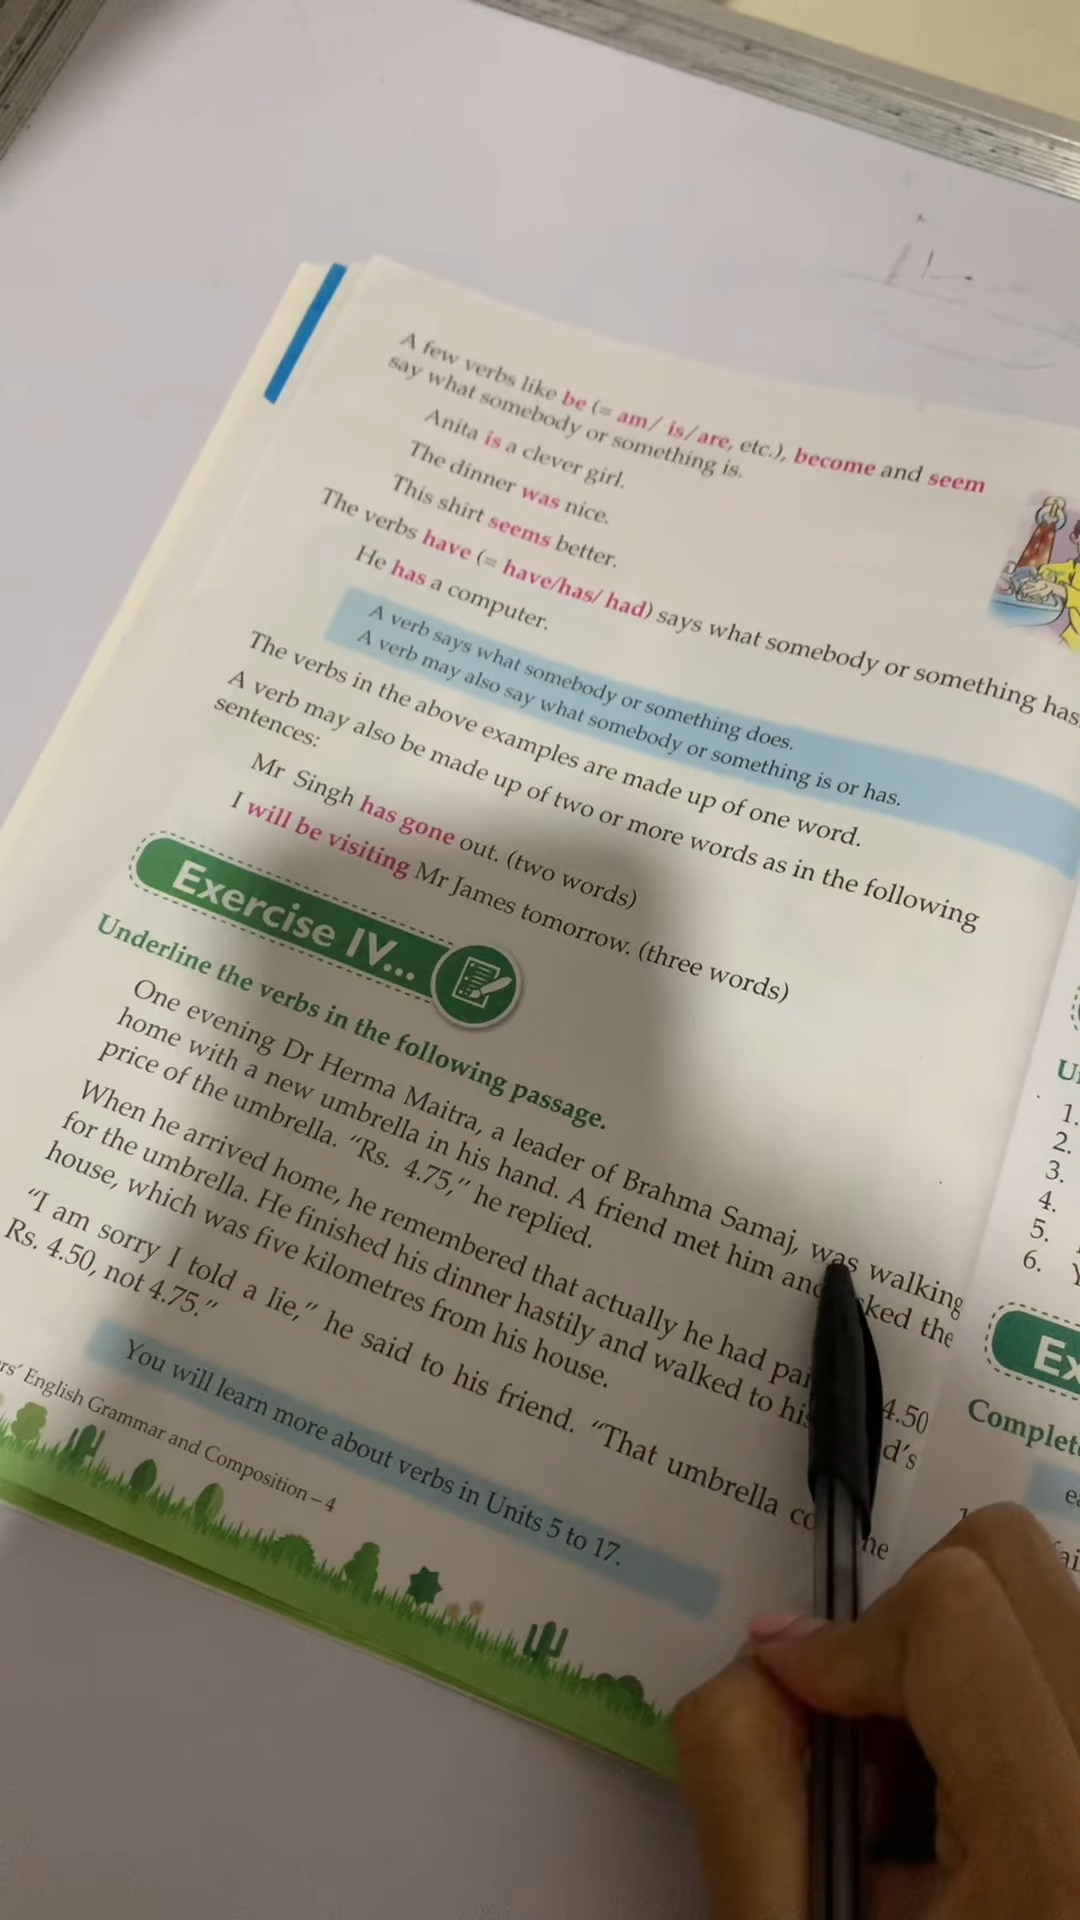 A few verbs like be (= am/ is/are, etc.), become and seem
say what somebody or something is.
Anita is a clever girl.
The dinner was nice.
This shirt seems better.
The verbs have (= have/has/ had) says what somebody or something has.
He has a computer.
A verb says what somebody or something does.
A verb may also say what somebody or something is or has.
The verbs in the above examples are made up of one word.
A verb may also be made up of two or more words as in the following
sentences:
Mr Singh has gone out. (two words)
I will be visiting Mr James tomorrow. (three words)
Exercise IV...
Underline the verbs in the following passage.
One evening Dr Herma Maitra, a leader of Brahma Samaj, was walking
home with a new umbrella in his hand. A friend met him and asked the
price of the umbrella. "Rs. 4.75," he replied.
When he arrived home, he remembered that actually he had 4.50
for the umbrella. He finished his dinner hastily and walked to his
house, which was five kilometres from his house.
"I am sorry I told a lie," he said to his friend. "That umbrella
Rs. 4.50, not 4.75."
You will learn more about verbs in Units 5 to 17.
English Grammar and Composition – 4
1.
2.
3.
4.
5.
6.